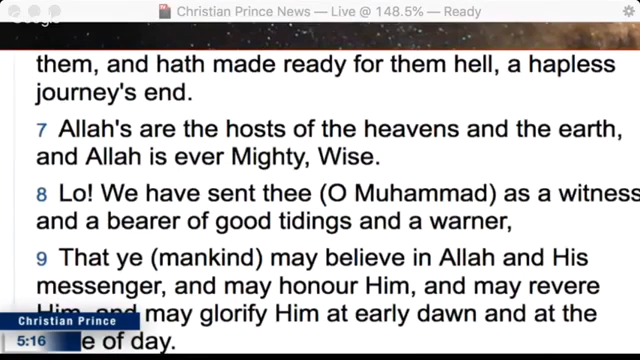 Christian Prince News — Live @ 148.5% — Ready
them, and hath made ready for them hell, a hapless
journey's end.
7 Allah's are the hosts of the heavens and the earth,
and Allah is ever Mighty, Wise.
8 Lo! We have sent thee (O Muhammad) as a witness
and a bearer of good tidings and a warner,
9 That ye (mankind) may believe in Allah and His
messenger, and may honour Him, and may revere
Him, and may glorify Him at early dawn and at the
e of day.
Christian Prince
5:16